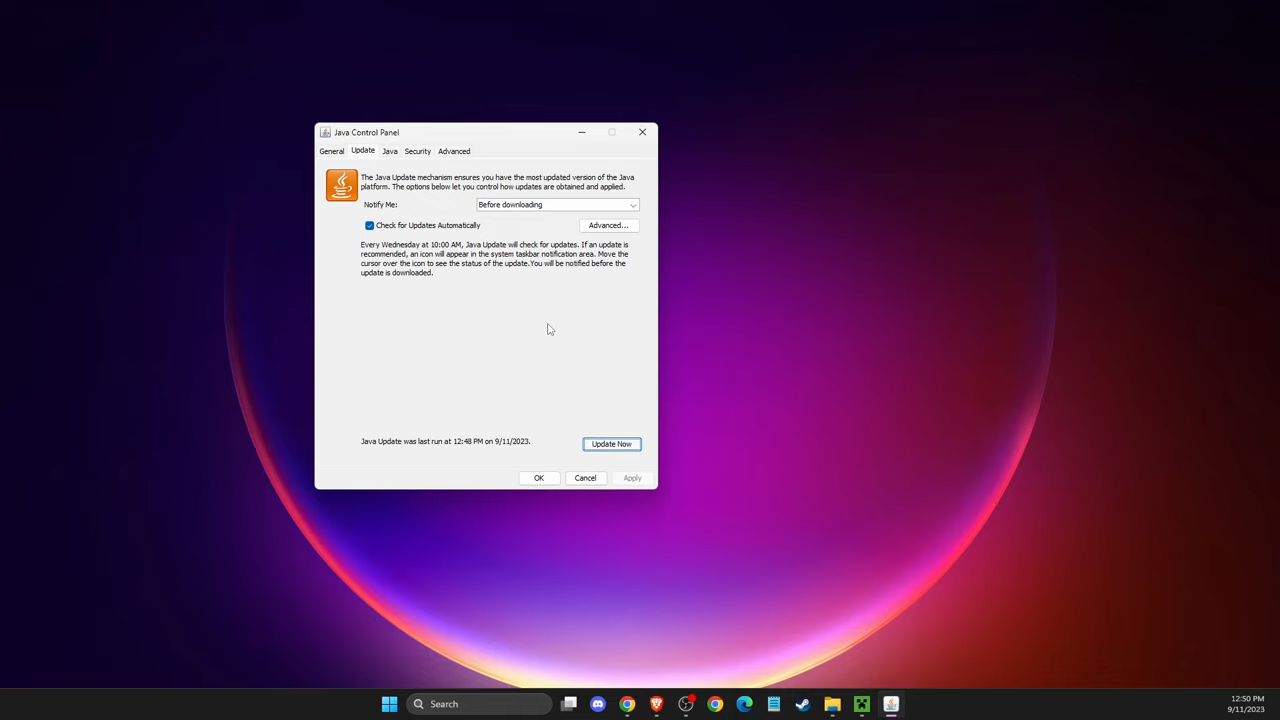 Java Control Panel
General Update Java Security Advanced
The Java Update mechanism ensures you have the most updated version of the Java
platform. The options below let you control how updates are obtained and applied.
Notify Me: Before downloading
Check for Updates Automatically Advanced...
Every Wednesday at 10:00 AM, Java Update will check for updates. If an update is
recommended, an icon will appear in the system taskbar notification area. Move the
cursor over the icon to see the status of the update.You will be notified before the
update is downloaded.
Java Update was last run at 12:48 PM on 9/11/2023. Update Now
OK Cancel Apply
Search
12:50 PM
9/11/2023